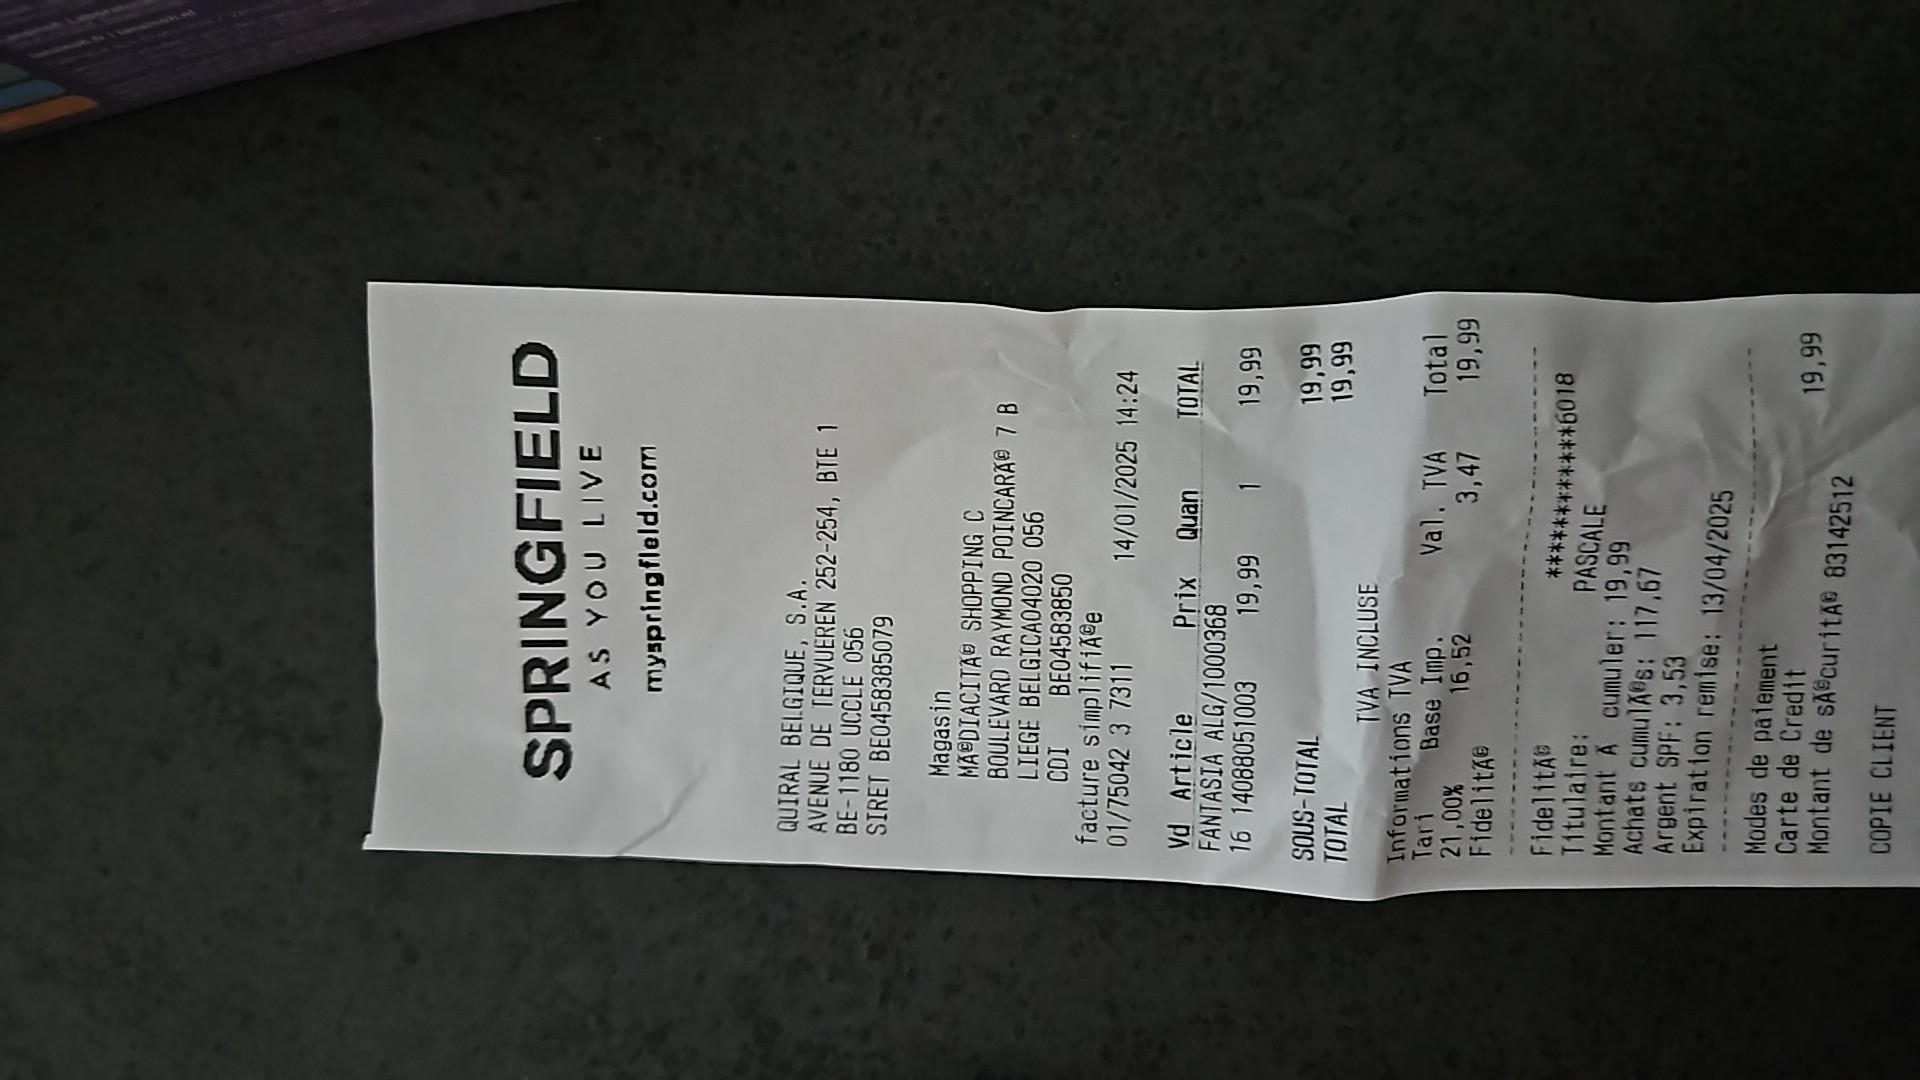 SPRINGFIELD
AS YOU LIVE
myspringfield.com
QUIRAL BELGIQUE, S.A.
AVENUE DE TERVUEREN 252-254, BTE 1
BE-1180 UCCLE 056
SIRET BE0458385079
Magasin
MÃ©DIACITÃ© SHOPPING C
BOULEVARD RAYMOND POINCARÃ© 7 B
LIEGE BELGICA04020 056
CDI BE04583850
facture simplifiÃ©e
01/75042 3 73111 14/01/2025 14:24
Vd Article Prix Quan TOTAL
FANTASIA ALG/1000368
16 14088051003 19,99 1 19,99
SOUS-TOTAL 19,99
TOTAL 19,99
TVA INCLUSE
Informations TVA
Tari Base Imp. Val. TVA Total
21,00% 16,52 3,47 19,99
FidelitÃ©
FidelitÃ© ***********6018
Titulaire: PASCALE
Montant Ã cumuler: 19,99
Achats cumulÃ©s: 117,67
Argent SPF: 3,53
Expiration remise: 13/04/2025
Modes de paiement
Carte de Credit 19,99
Montant de sÃ©curitÃ© 83142512
COPIE CLIENT